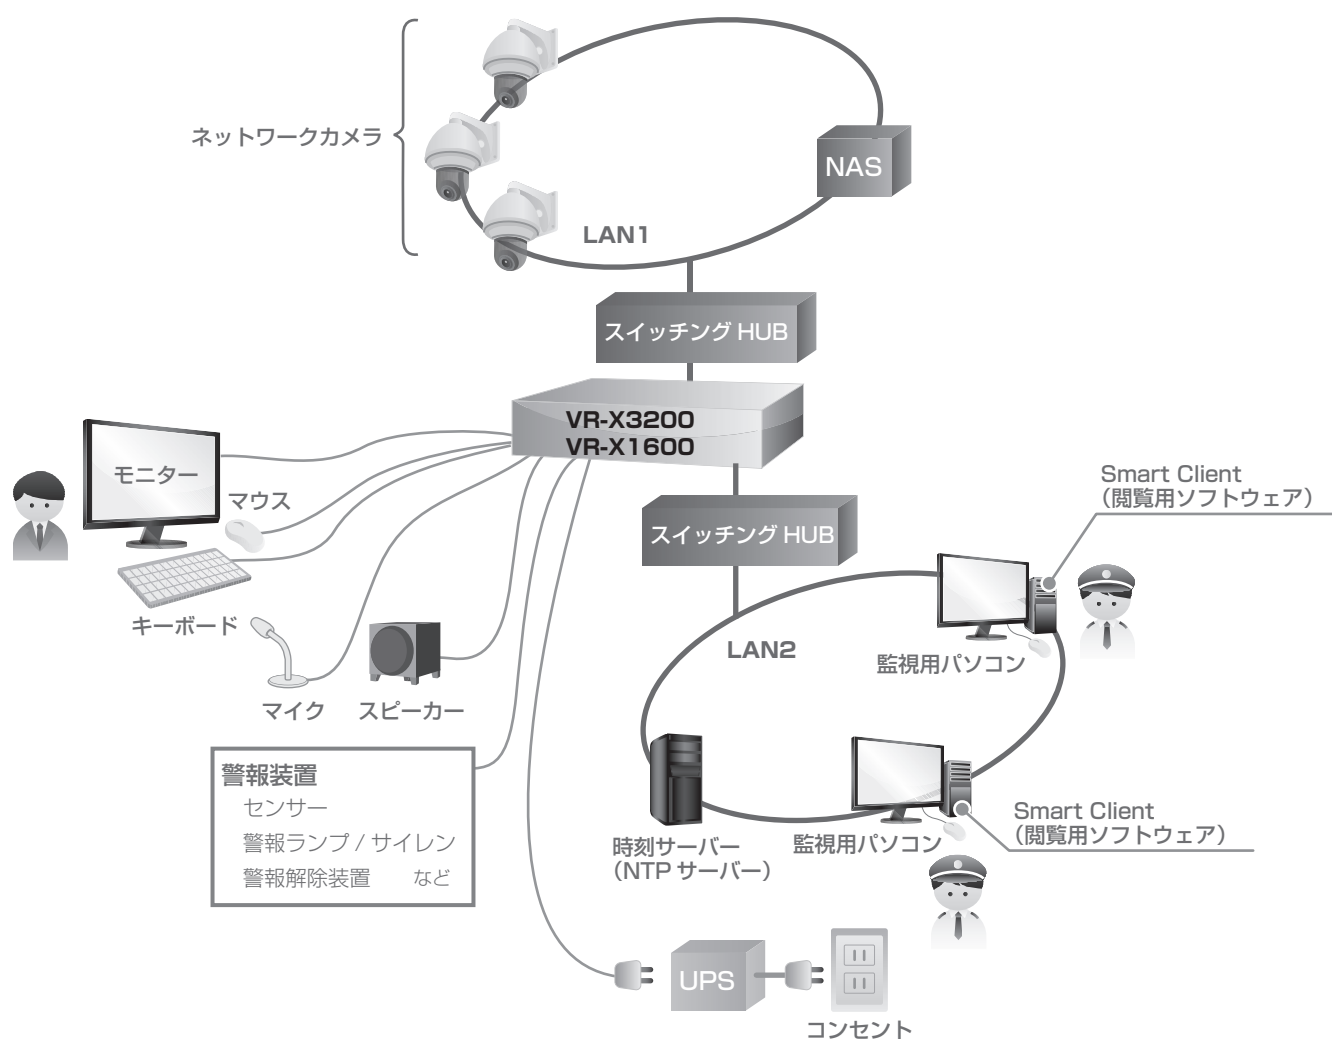 ネットワークカメラ
NAS
LAN1
スイッチング HUB
VR-X3200
VR-X1600
モニター
マウス
キーボード
マイク
スピーカー
警報装置
センサー
警報ランプ / サイレン
警報解除装置 など
スイッチング HUB
Smart Client
（閲覧用ソフトウェア）
LAN2
監視用パソコン
時刻サーバー
（NTP サーバー）
監視用パソコン
Smart Client
（閲覧用ソフトウェア）
UPS
コンセント